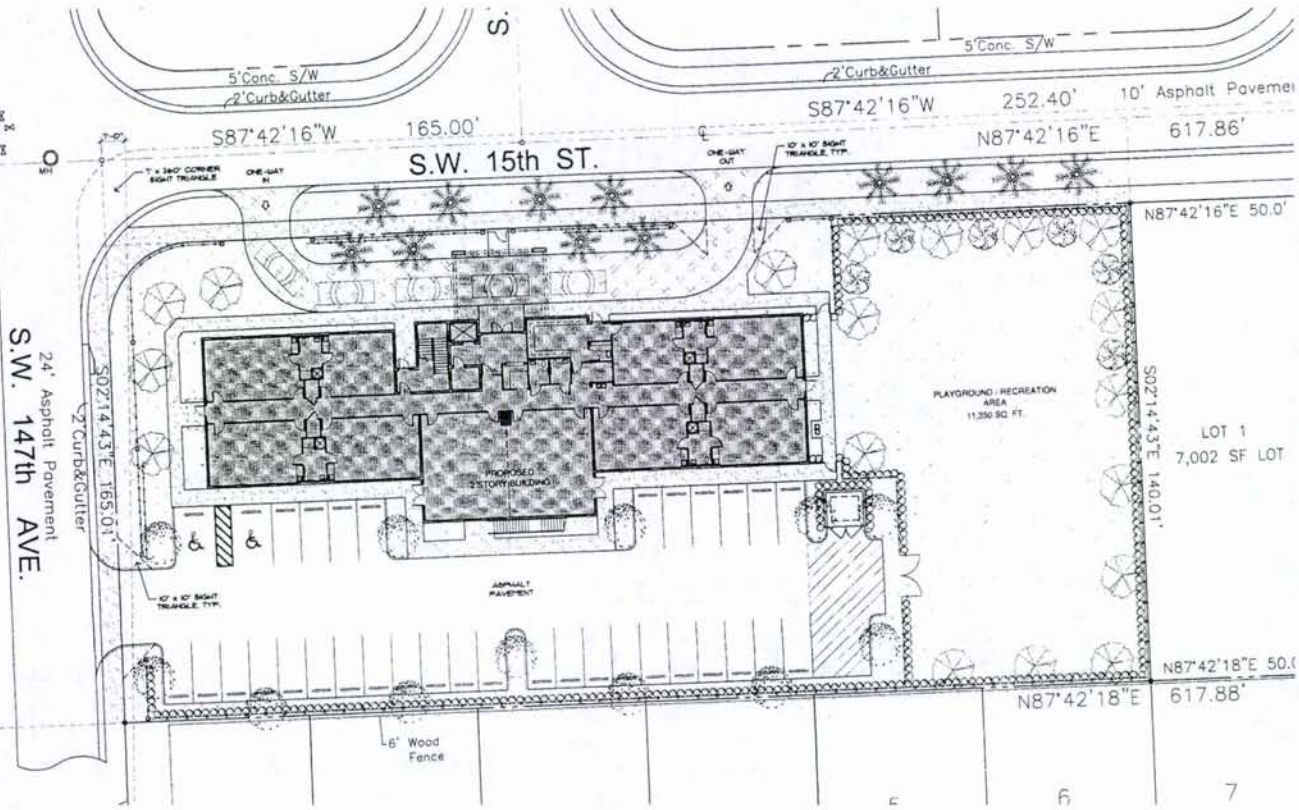 S.
5'Conc. S/W
2'Curb&Gutter
5'Conc. S/W
2'Curb&Gutter
S87°42'16"W 165.00'
S87°42'16"W 252.40' 10' Asphalt Paveme
N87°42'16"E 617.86'
S.W. 15th ST.
MH
CORNER
SIGHT TRIANGLE
ONE-WAY
IN
ONE-WAY
OUT
10' x 10' SIGHT
TRIANGLE, TYP.
N87°42'16"E 50.0'
S.W. 147th AVE.
24' Asphalt Pavement
2'Curb&Gutter
S02°14'43"E 165.01'
PROPOSED
2 STORY BUILDING
PLAYGROUND / RECREATION
AREA
11,350 SQ. FT.
S02°14'43"E 140.01'
LOT 1
7,002 SF LOT
10' x 10' SIGHT
TRIANGLE, TYP.
ASPHALT
PAVEMENT
N87°42'18"E 50.0
N87°42'18"E 617.88'
6' Wood
Fence
6
7